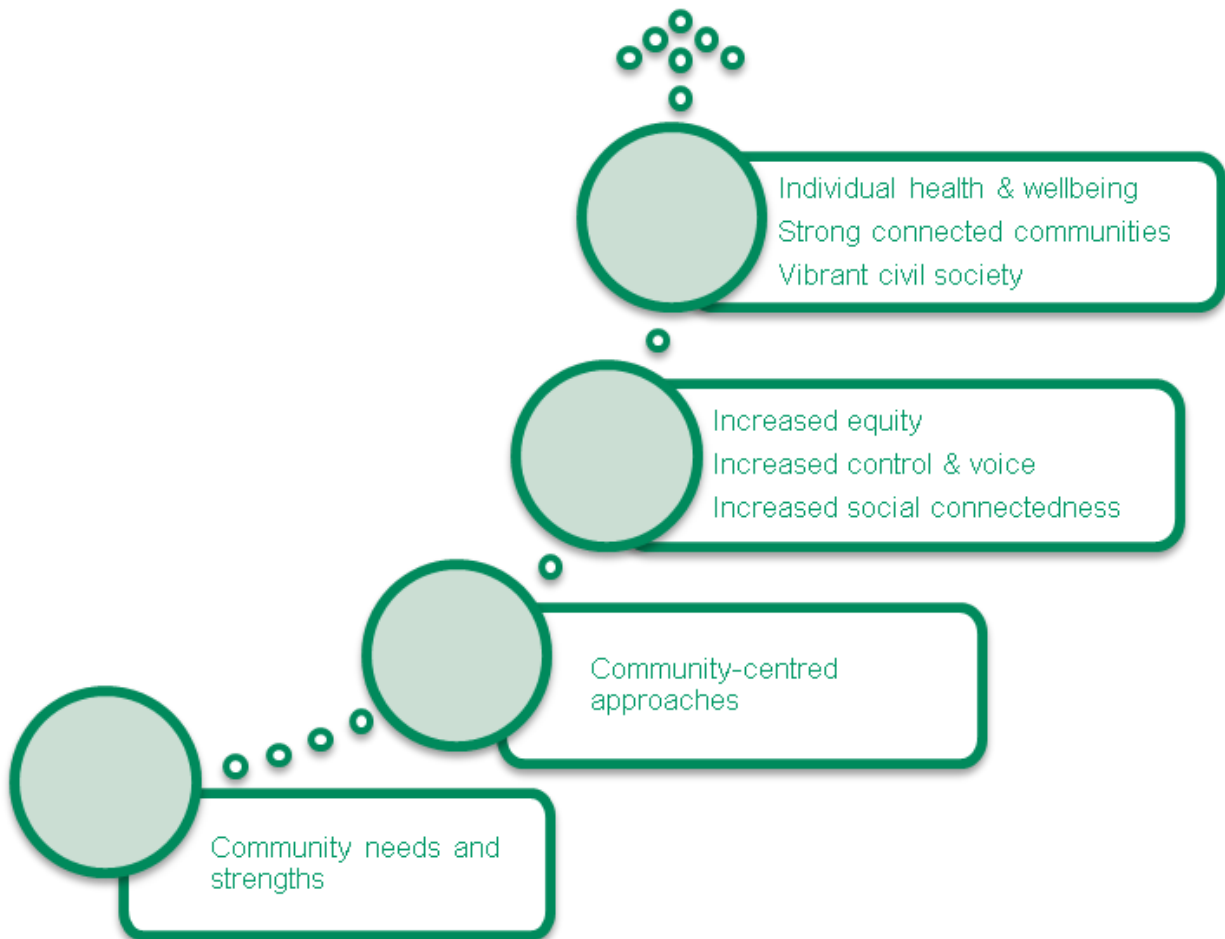 Individual health & wellbeing
Strong connected communities
Vibrant civil society
Increased equity
Increased control & voice
Increased social connectedness
Community-centred
approaches
Community needs and
strengths